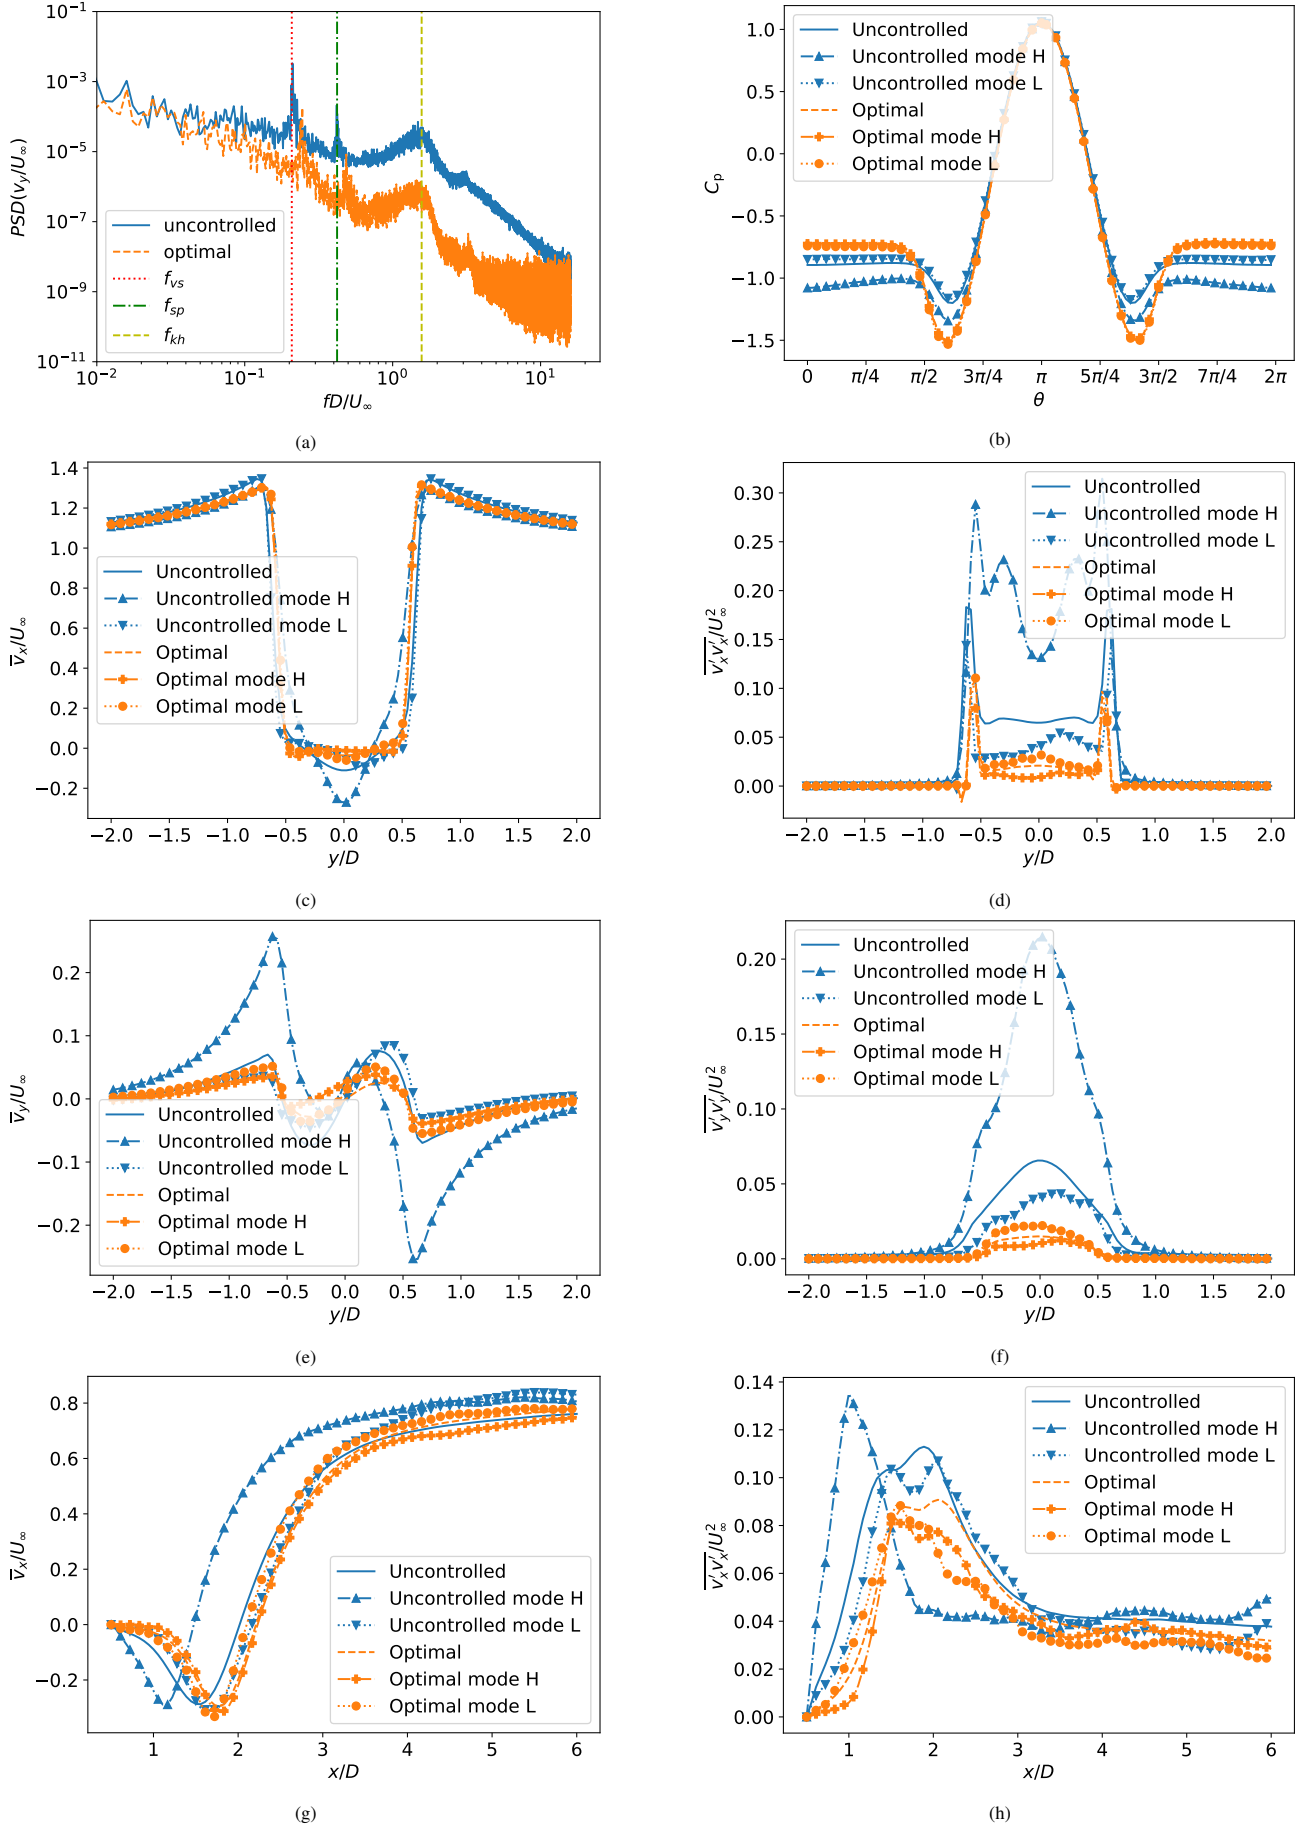 10⁻¹
10⁻³
10⁻⁵
10⁻⁷
10⁻⁹
10⁻¹¹
PSD(v_y/U_∞)
uncontrolled
optimal
f_vs
f_sp
f_kh
10⁻² 10⁻¹ 10⁰ 10¹
fD/U_∞
(a)
1.0
0.5
0.0
−0.5
−1.0
−1.5
C_p
Uncontrolled
Uncontrolled mode H
Uncontrolled mode L
Optimal
Optimal mode H
Optimal mode L
0 π/4 π/2 3π/4 π 5π/4 3π/2 7π/4 2π
θ
(b)
1.4
1.2
1.0
0.8
0.6
0.4
0.2
0.0
−0.2
v̅_x/U_∞
Uncontrolled
Uncontrolled mode H
Uncontrolled mode L
Optimal
Optimal mode H
Optimal mode L
−2.0 −1.5 −1.0 −0.5 0.0 0.5 1.0 1.5 2.0
y/D
(c)
0.30
0.25
0.20
0.15
0.10
0.05
0.00
\overline{v′_x v′_x}/U²_∞
Uncontrolled
Uncontrolled mode H
Uncontrolled mode L
Optimal
Optimal mode H
Optimal mode L
−2.0 −1.5 −1.0 −0.5 0.0 0.5 1.0 1.5 2.0
y/D
(d)
0.2
0.1
0.0
−0.1
−0.2
v̅_y/U_∞
Uncontrolled
Uncontrolled mode H
Uncontrolled mode L
Optimal
Optimal mode H
Optimal mode L
−2.0 −1.5 −1.0 −0.5 0.0 0.5 1.0 1.5 2.0
y/D
(e)
0.20
0.15
0.10
0.05
0.00
\overline{v′_y v′_y}/U²_∞
Uncontrolled
Uncontrolled mode H
Uncontrolled mode L
Optimal
Optimal mode H
Optimal mode L
−2.0 −1.5 −1.0 −0.5 0.0 0.5 1.0 1.5 2.0
y/D
(f)
0.8
0.6
0.4
0.2
0.0
−0.2
v̅_x/U_∞
Uncontrolled
Uncontrolled mode H
Uncontrolled mode L
Optimal
Optimal mode H
Optimal mode L
1 2 3 4 5 6
x/D
(g)
0.14
0.12
0.10
0.08
0.06
0.04
0.02
0.00
\overline{v′_x v′_x}/U²_∞
Uncontrolled
Uncontrolled mode H
Uncontrolled mode L
Optimal
Optimal mode H
Optimal mode L
1 2 3 4 5 6
x/D
(h)